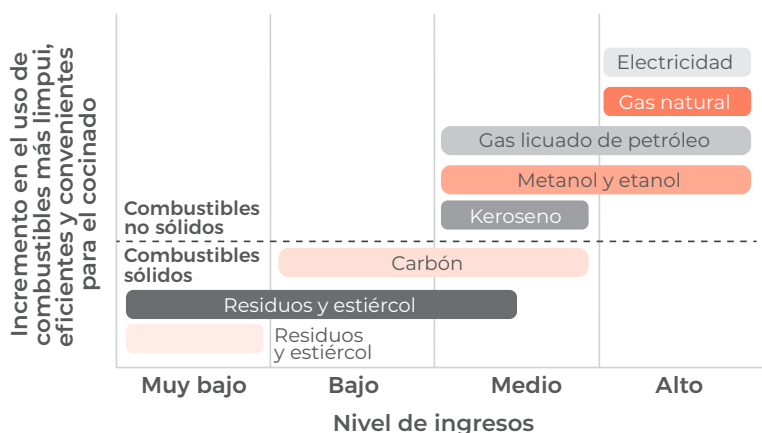 Incremento en el uso de
combustibles más limpui,
eficientes y convenientes
para el cocinado
Electricidad
Gas natural
Gas licuado de petróleo
Metanol y etanol
Combustibles
no sólidos
Keroseno
Combustibles
sólidos
Carbón
Residuos y estiércol
Residuos
y estiércol
Muy bajo
Bajo
Medio
Alto
Nivel de ingresos